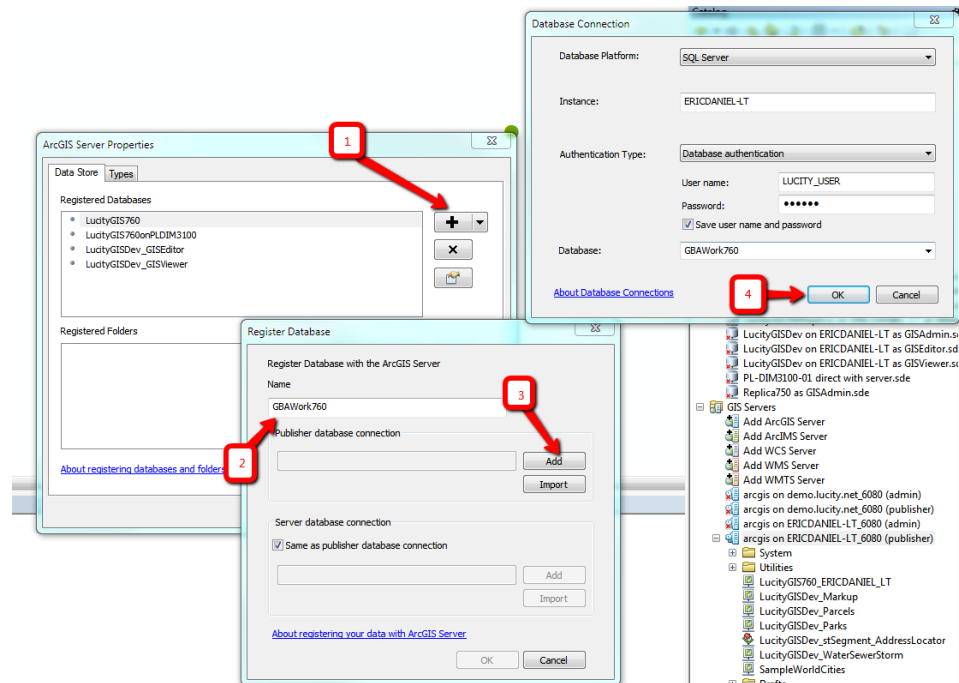 Catalog
Database Connection
Database Platform:
SQL Server
Instance:
ERICDANIEL-LT
Authentication Type:
Database authentication
User name:
LUCITY_USER
Password:
••••••
Save user name and password
Database:
GBAWork760
About Database Connections
4
OK
Cancel
ArcGIS Server Properties
1
Data Store
Types
Registered Databases
LucityGIS760
LucityGIS760onPLDIM3100
LucityGISDev_GISEditor
LucityGISDev_GISViewer
Registered Folders
About registering databases and folders
Register Database
Register Database with the ArcGIS Server
Name
GBAWork760
3
2
Publisher database connection
Add
Import
Server database connection
Same as publisher database connection
Add
Import
About registering your data with ArcGIS Server
OK
Cancel
LucityGISDev on ERICDANIEL-LT as GISAdmin.s
LucityGISDev on ERICDANIEL-LT as GISEditor.sd
LucityGISDev on ERICDANIEL-LT as GISViewer.s
PL-DIM3100-01 direct with server.sde
Replica750 as GISAdmin.sde
GIS Servers
Add ArcGIS Server
Add ArcIMS Server
Add WCS Server
Add WMS Server
Add WMTS Server
arcgis on demo.lucity.net_6080 (admin)
arcgis on demo.lucity.net_6080 (publisher)
arcgis on ERICDANIEL-LT_6080 (admin)
arcgis on ERICDANIEL-LT_6080 (publisher)
System
Utilities
LucityGIS760_ERICDANIEL_LT
LucityGISDev_Markup
LucityGISDev_Parcels
LucityGISDev_Parks
LucityGISDev_stSegment_AddressLocator
LucityGISDev_WaterSewerStorm
SampleWorldCities